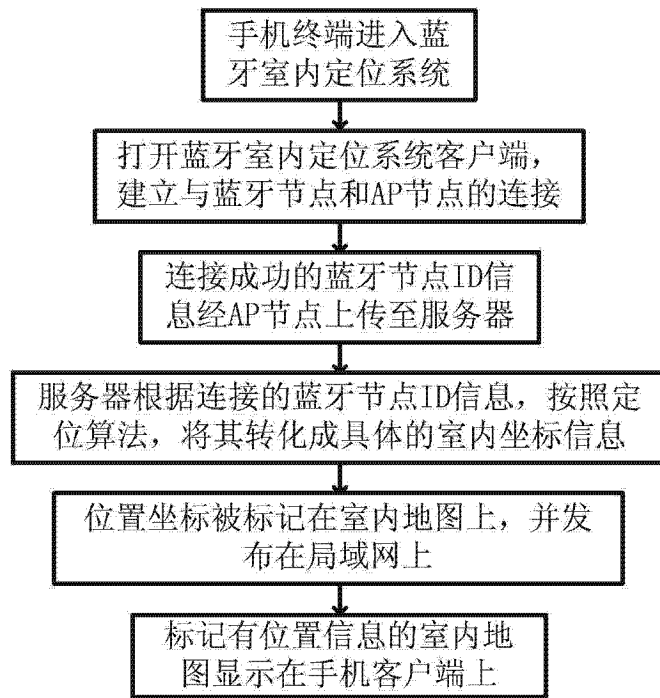 手机终端进入蓝
牙室内定位系统
打开蓝牙室内定位系统客户端，
建立与蓝牙节点和AP节点的连接
连接成功的蓝牙节点ID信
息经AP节点上传至服务器
服务器根据连接的蓝牙节点ID信息，按照定
位算法，将其转化成具体的室内坐标信息
位置坐标被标记在室内地图上，并发
布在局域网上
标记有位置信息的室内地
图显示在手机客户端上